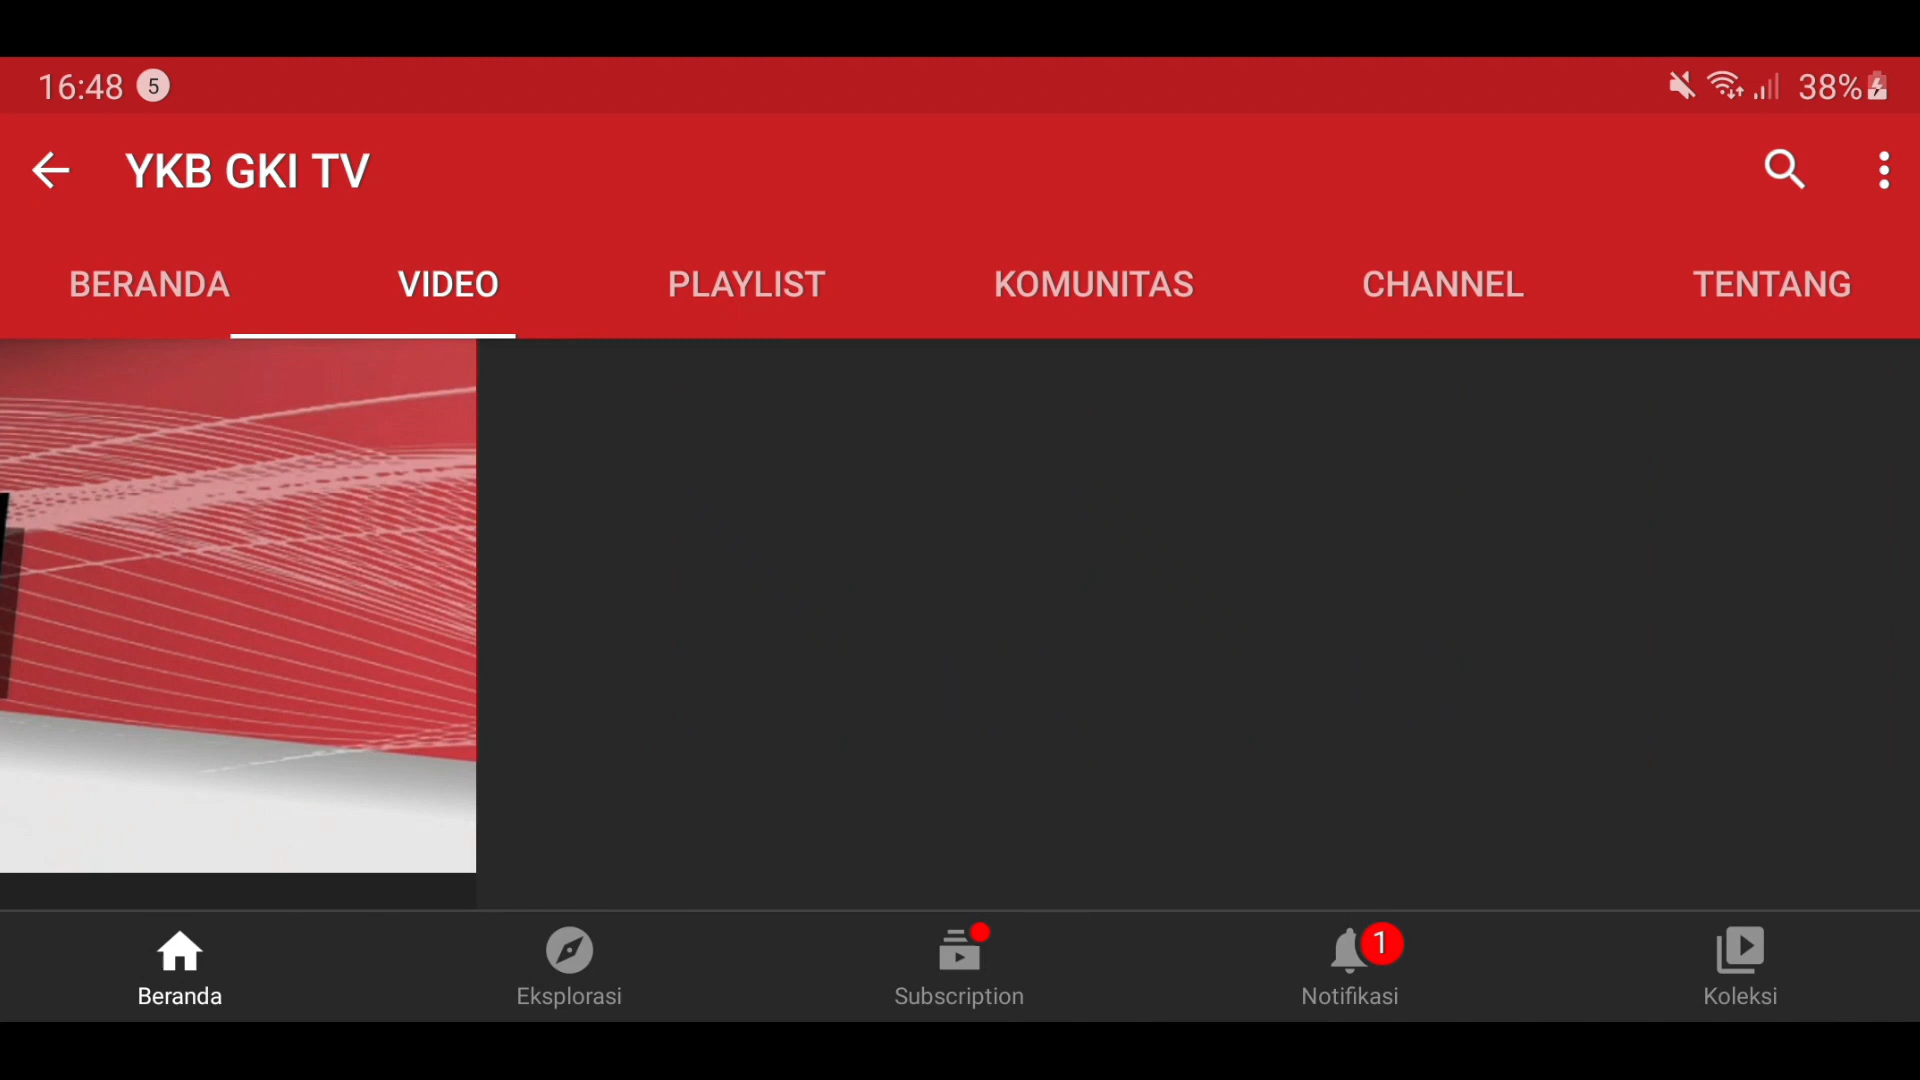 16:48 5 38%
YKB GKI TV
BERANDA VIDEO PLAYLIST KOMUNITAS CHANNEL TENTANG
1
Beranda Eksplorasi Subscription Notifikasi Koleksi